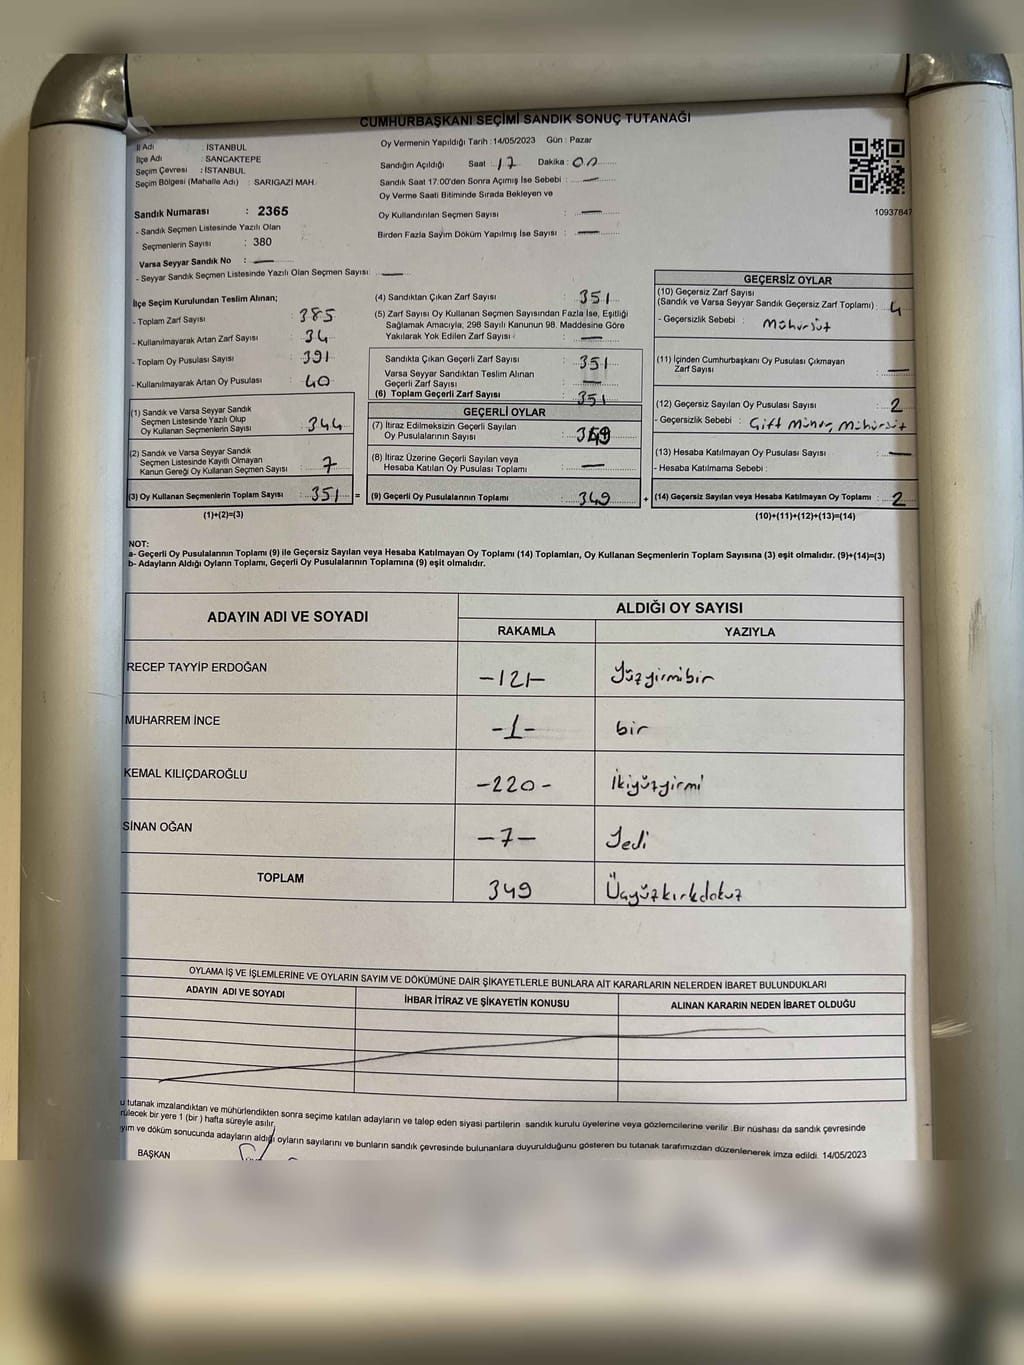 CUMHURBAŞKANI SEÇİMİ SANDIK SONUÇ TUTANAĞI
İl Adı : İSTANBUL
İlçe Adı : SANCAKTEPE
Seçim Çevresi : İSTANBUL
Seçim Bölgesi (Mahalle Adı) : SARIGAZİ MAH.
Sandık Numarası : 2365
- Sandık Seçmen Listesinde Yazılı Olan
Seçmenlerin Sayısı : 380
Varsa Seyyar Sandık No : —
- Seyyar Sandık Seçmen Listesinde Yazılı Olan Seçmen Sayısı : —
Oy Vermenin Yapıldığı Tarih : 14/05/2023 Gün : Pazar
Sandığın Açıldığı Saat : 17 Dakika : 00
Sandık Saat 17:00'den Sonra Açımış İse Sebebi : —
Oy Verme Saati Bitiminde Sırada Bekleyen ve
Oy Kullandırılan Seçmen Sayısı : —
Birden Fazla Sayım Döküm Yapılmış İse Sayısı : —
10937847
İlçe Seçim Kurulundan Teslim Alınan;
- Toplam Zarf Sayısı : 385
- Kullanılmayarak Artan Zarf Sayısı : 34
- Toplam Oy Pusulası Sayısı : 391
- Kullanılmayarak Artan Oy Pusulası : 40
(1) Sandık ve Varsa Seyyar Sandık
Seçmen Listesinde Yazılı Olup
Oy Kullanan Seçmenlerin Sayısı : 344
(2) Sandık ve Varsa Seyyar Sandık
Seçmen Listesinde Kayıtlı Olmayan
Kanun Gereği Oy Kullanan Seçmen Sayısı : 7
(3) Oy Kullanan Seçmenlerin Toplam Sayısı : 351 =
(1)+(2)=(3)
(4) Sandıktan Çıkan Zarf Sayısı : 351
(5) Zarf Sayısı Oy Kullanan Seçmen Sayısından Fazla İse, Eşitliği
Sağlamak Amacıyla, 298 Sayılı Kanunun 98. Maddesine Göre
Yakılarak Yok Edilen Zarf Sayısı : —
Sandıkta Çıkan Geçerli Zarf Sayısı : 351
Varsa Seyyar Sandıktan Teslim Alınan
Geçerli Zarf Sayısı : —
(6) Toplam Geçerli Zarf Sayısı : 351
GEÇERLİ OYLAR
(7) İtiraz Edilmeksizin Geçerli Sayılan
Oy Pusulalarının Sayısı : 349
(8) İtiraz Üzerine Geçerli Sayılan veya
Hesaba Katılan Oy Pusulası Toplamı : —
(9) Geçerli Oy Pusulalarının Toplamı : 349 +
GEÇERSİZ OYLAR
(10) Geçersiz Zarf Sayısı
(Sandık ve Varsa Seyyar Sandık Geçersiz Zarf Toplamı) : 4
- Geçersizlik Sebebi : Mühürsüt
(11) İçinden Cumhurbaşkanı Oy Pusulası Çıkmayan
Zarf Sayısı : —
(12) Geçersiz Sayılan Oy Pusulası Sayısı : 2
- Geçersizlik Sebebi : Çift Mühür, Mühürsüt
(13) Hesaba Katılmayan Oy Pusulası Sayısı : —
- Hesaba Katılmama Sebebi :
(14) Geçersiz Sayılan veya Hesaba Katılmayan Oy Toplamı : 2
(10)+(11)+(12)+(13)=(14)
NOT:
a- Geçerli Oy Pusulalarının Toplamı (9) ile Geçersiz Sayılan veya Hesaba Katılmayan Oy Toplamı (14) Toplamları, Oy Kullanan Seçmenlerin Toplam Sayısına (3) eşit olmalıdır. (9)+(14)=(3)
b- Adayların Aldığı Oyların Toplamı, Geçerli Oy Pusulalarının Toplamına (9) eşit olmalıdır.
ADAYIN ADI VE SOYADI
ALDIĞI OY SAYISI
RAKAMLA YAZIYLA
RECEP TAYYİP ERDOĞAN -121- Yüzyirmibir
MUHARREM İNCE -1- bir
KEMAL KILIÇDAROĞLU -220- İkiyüzyirmi
SİNAN OĞAN -7- Yedi
TOPLAM 349 Üçyüzkırkdokuz
OYLAMA İŞ VE İŞLEMLERİNE VE OYLARIN SAYIM VE DÖKÜMÜNE DAİR ŞİKAYETLERLE BUNLARA AİT KARARLARIN NELERDEN İBARET BULUNDUKLARI
ADAYIN ADI VE SOYADI İHBAR İTİRAZ VE ŞİKAYETİN KONUSU ALINAN KARARIN NEDEN İBARET OLDUĞU
u tutanak imzalandıktan ve mühürlendikten sonra seçime katılan adayların ve talep eden siyasi partilerin sandık kurulu üyelerine veya gözlemcilerine verilir .Bir nüshası da sandık çevresinde
rülecek bir yere 1 (bir ) hafta süreyle asılır.
yım ve döküm sonucunda adayların aldığı oyların sayılarını ve bunların sandık çevresinde bulunanlara duyurulduğunu gösteren bu tutanak tarafımızdan düzenlenerek imza edildi. 14/05/2023
BAŞKAN